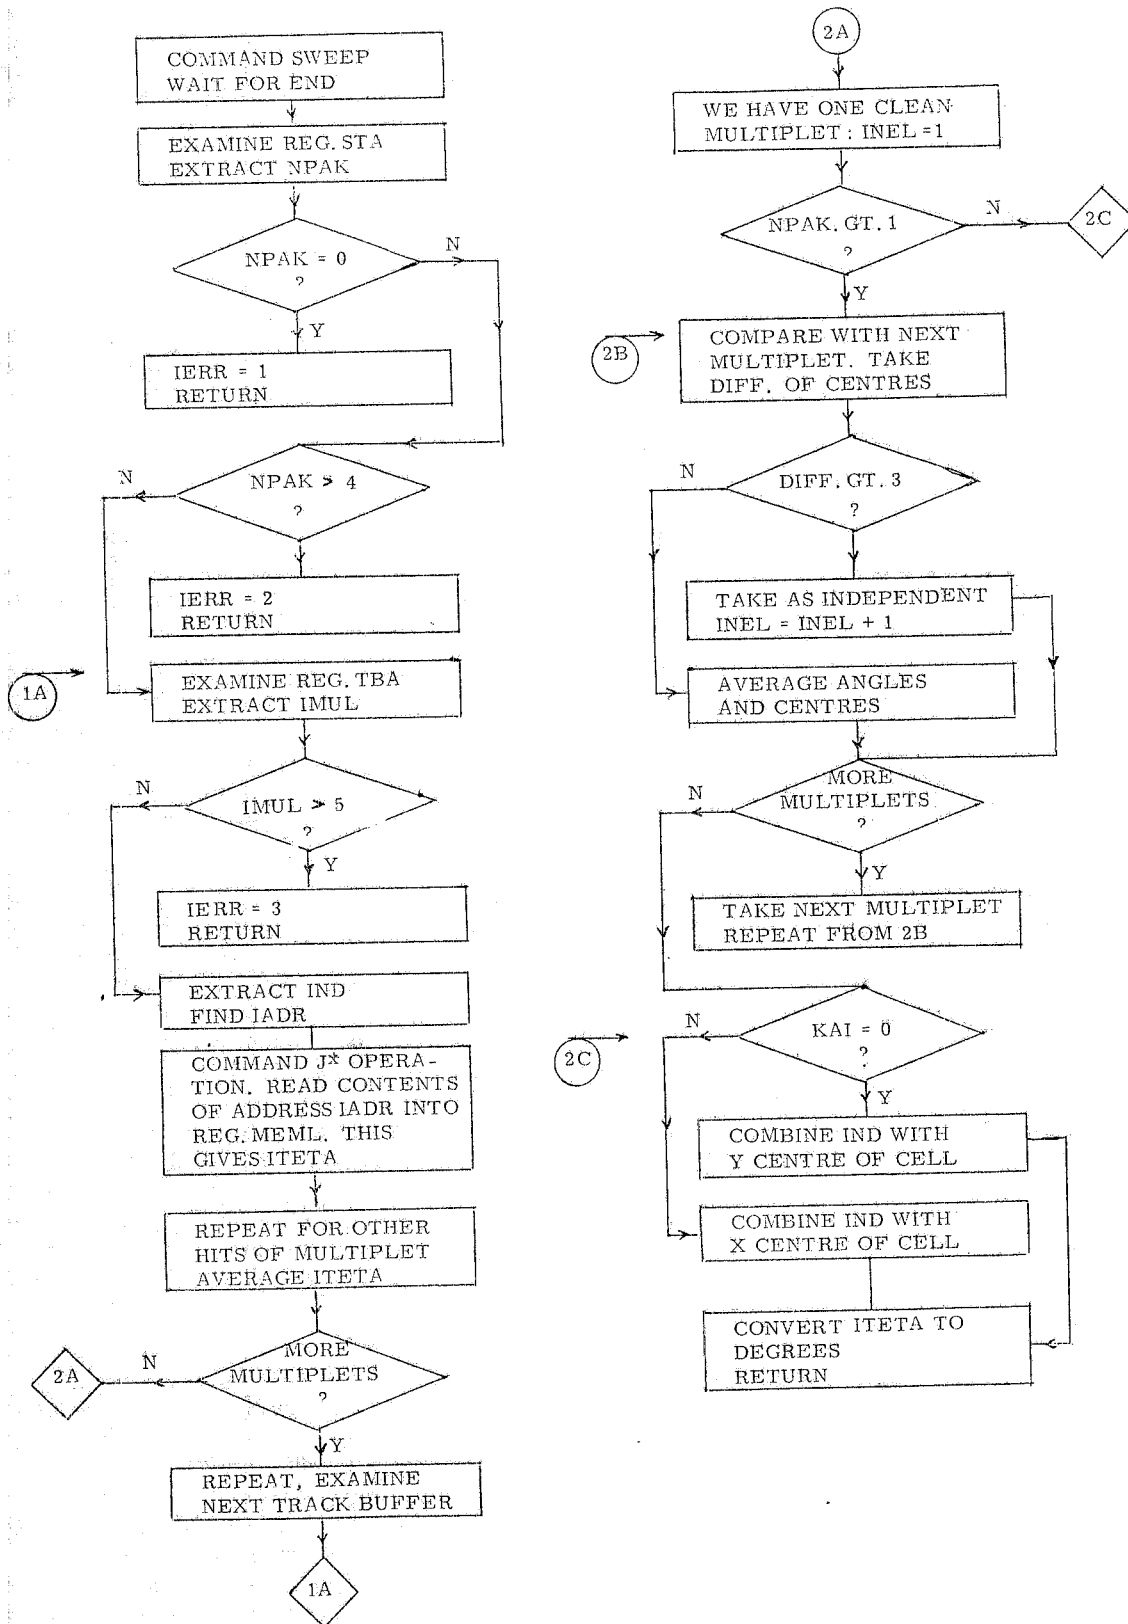 COMMAND SWEEP
WAIT FOR END
EXAMINE REG. STA
EXTRACT NPAK
NPAK = 0
?
N
Y
IERR = 1
RETURN
N
NPAK > 4
?
IERR = 2
RETURN
1A
EXAMINE REG. TBA
EXTRACT IMUL
N
IMUL > 5
?
Y
IERR = 3
RETURN
EXTRACT IND
FIND IADR
COMMAND J* OPERA-
TION. READ CONTENTS
OF ADDRESS IADR INTO
REG. MEML. THIS
GIVES ITETA
REPEAT FOR OTHER
HITS OF MULTIPLET
AVERAGE ITETA
MORE
MULTIPLETS
?
N
2A
Y
REPEAT, EXAMINE
NEXT TRACK BUFFER
1A
2A
WE HAVE ONE CLEAN
MULTIPLET : INEL = 1
NPAK. GT. 1
?
N
2C
Y
2B
COMPARE WITH NEXT
MULTIPLET. TAKE
DIFF. OF CENTRES
N
DIFF. GT. 3
?
TAKE AS INDEPENDENT
INEL = INEL + 1
AVERAGE ANGLES
AND CENTRES
MORE
MULTIPLETS
?
N
Y
TAKE NEXT MULTIPLET
REPEAT FROM 2B
2C
N
KAI = 0
?
Y
COMBINE IND WITH
Y CENTRE OF CELL
COMBINE IND WITH
X CENTRE OF CELL
CONVERT ITETA TO
DEGREES
RETURN